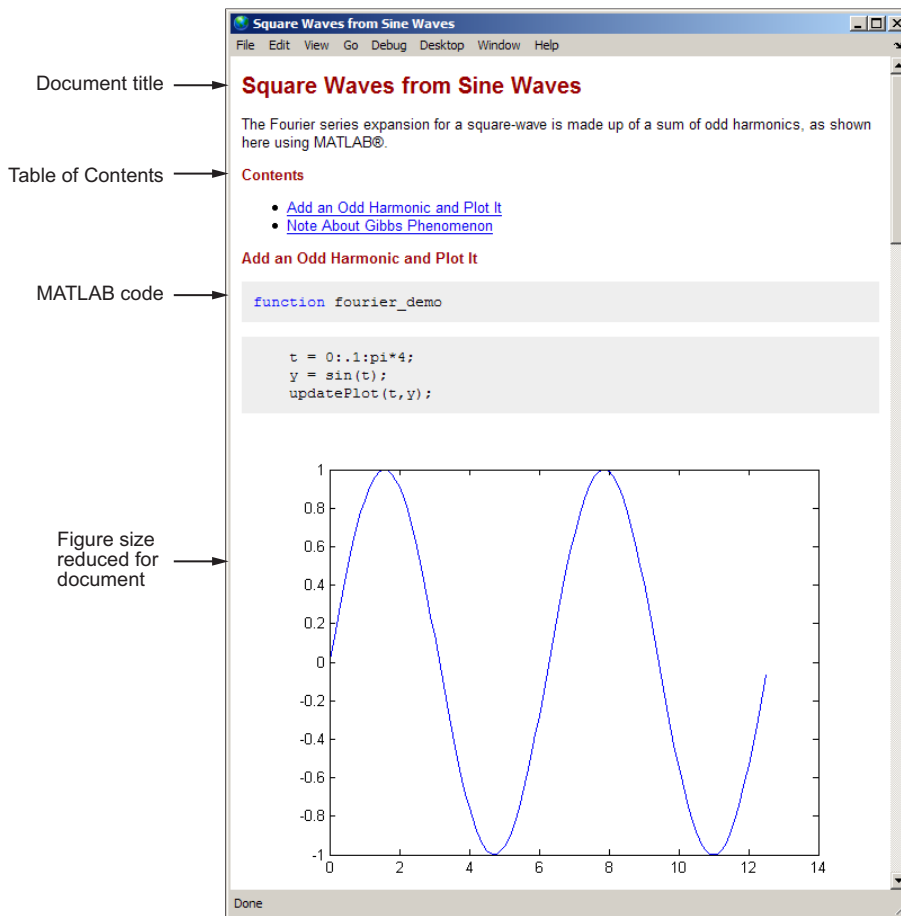 Square Waves from Sine Waves
File Edit View Go Debug Desktop Window Help
Document title
Square Waves from Sine Waves
The Fourier series expansion for a square-wave is made up of a sum of odd harmonics, as shown
here using MATLAB®.
Table of Contents
Contents
Add an Odd Harmonic and Plot It
Note About Gibbs Phenomenon
Add an Odd Harmonic and Plot It
MATLAB code
function fourier_demo
t = 0:.1:pi*4;
y = sin(t);
updatePlot(t,y);
Figure size
reduced for
document
1
0.8
0.6
0.4
0.2
0
-0.2
-0.4
-0.6
-0.8
-1
0 2 4 6 8 10 12 14
Done